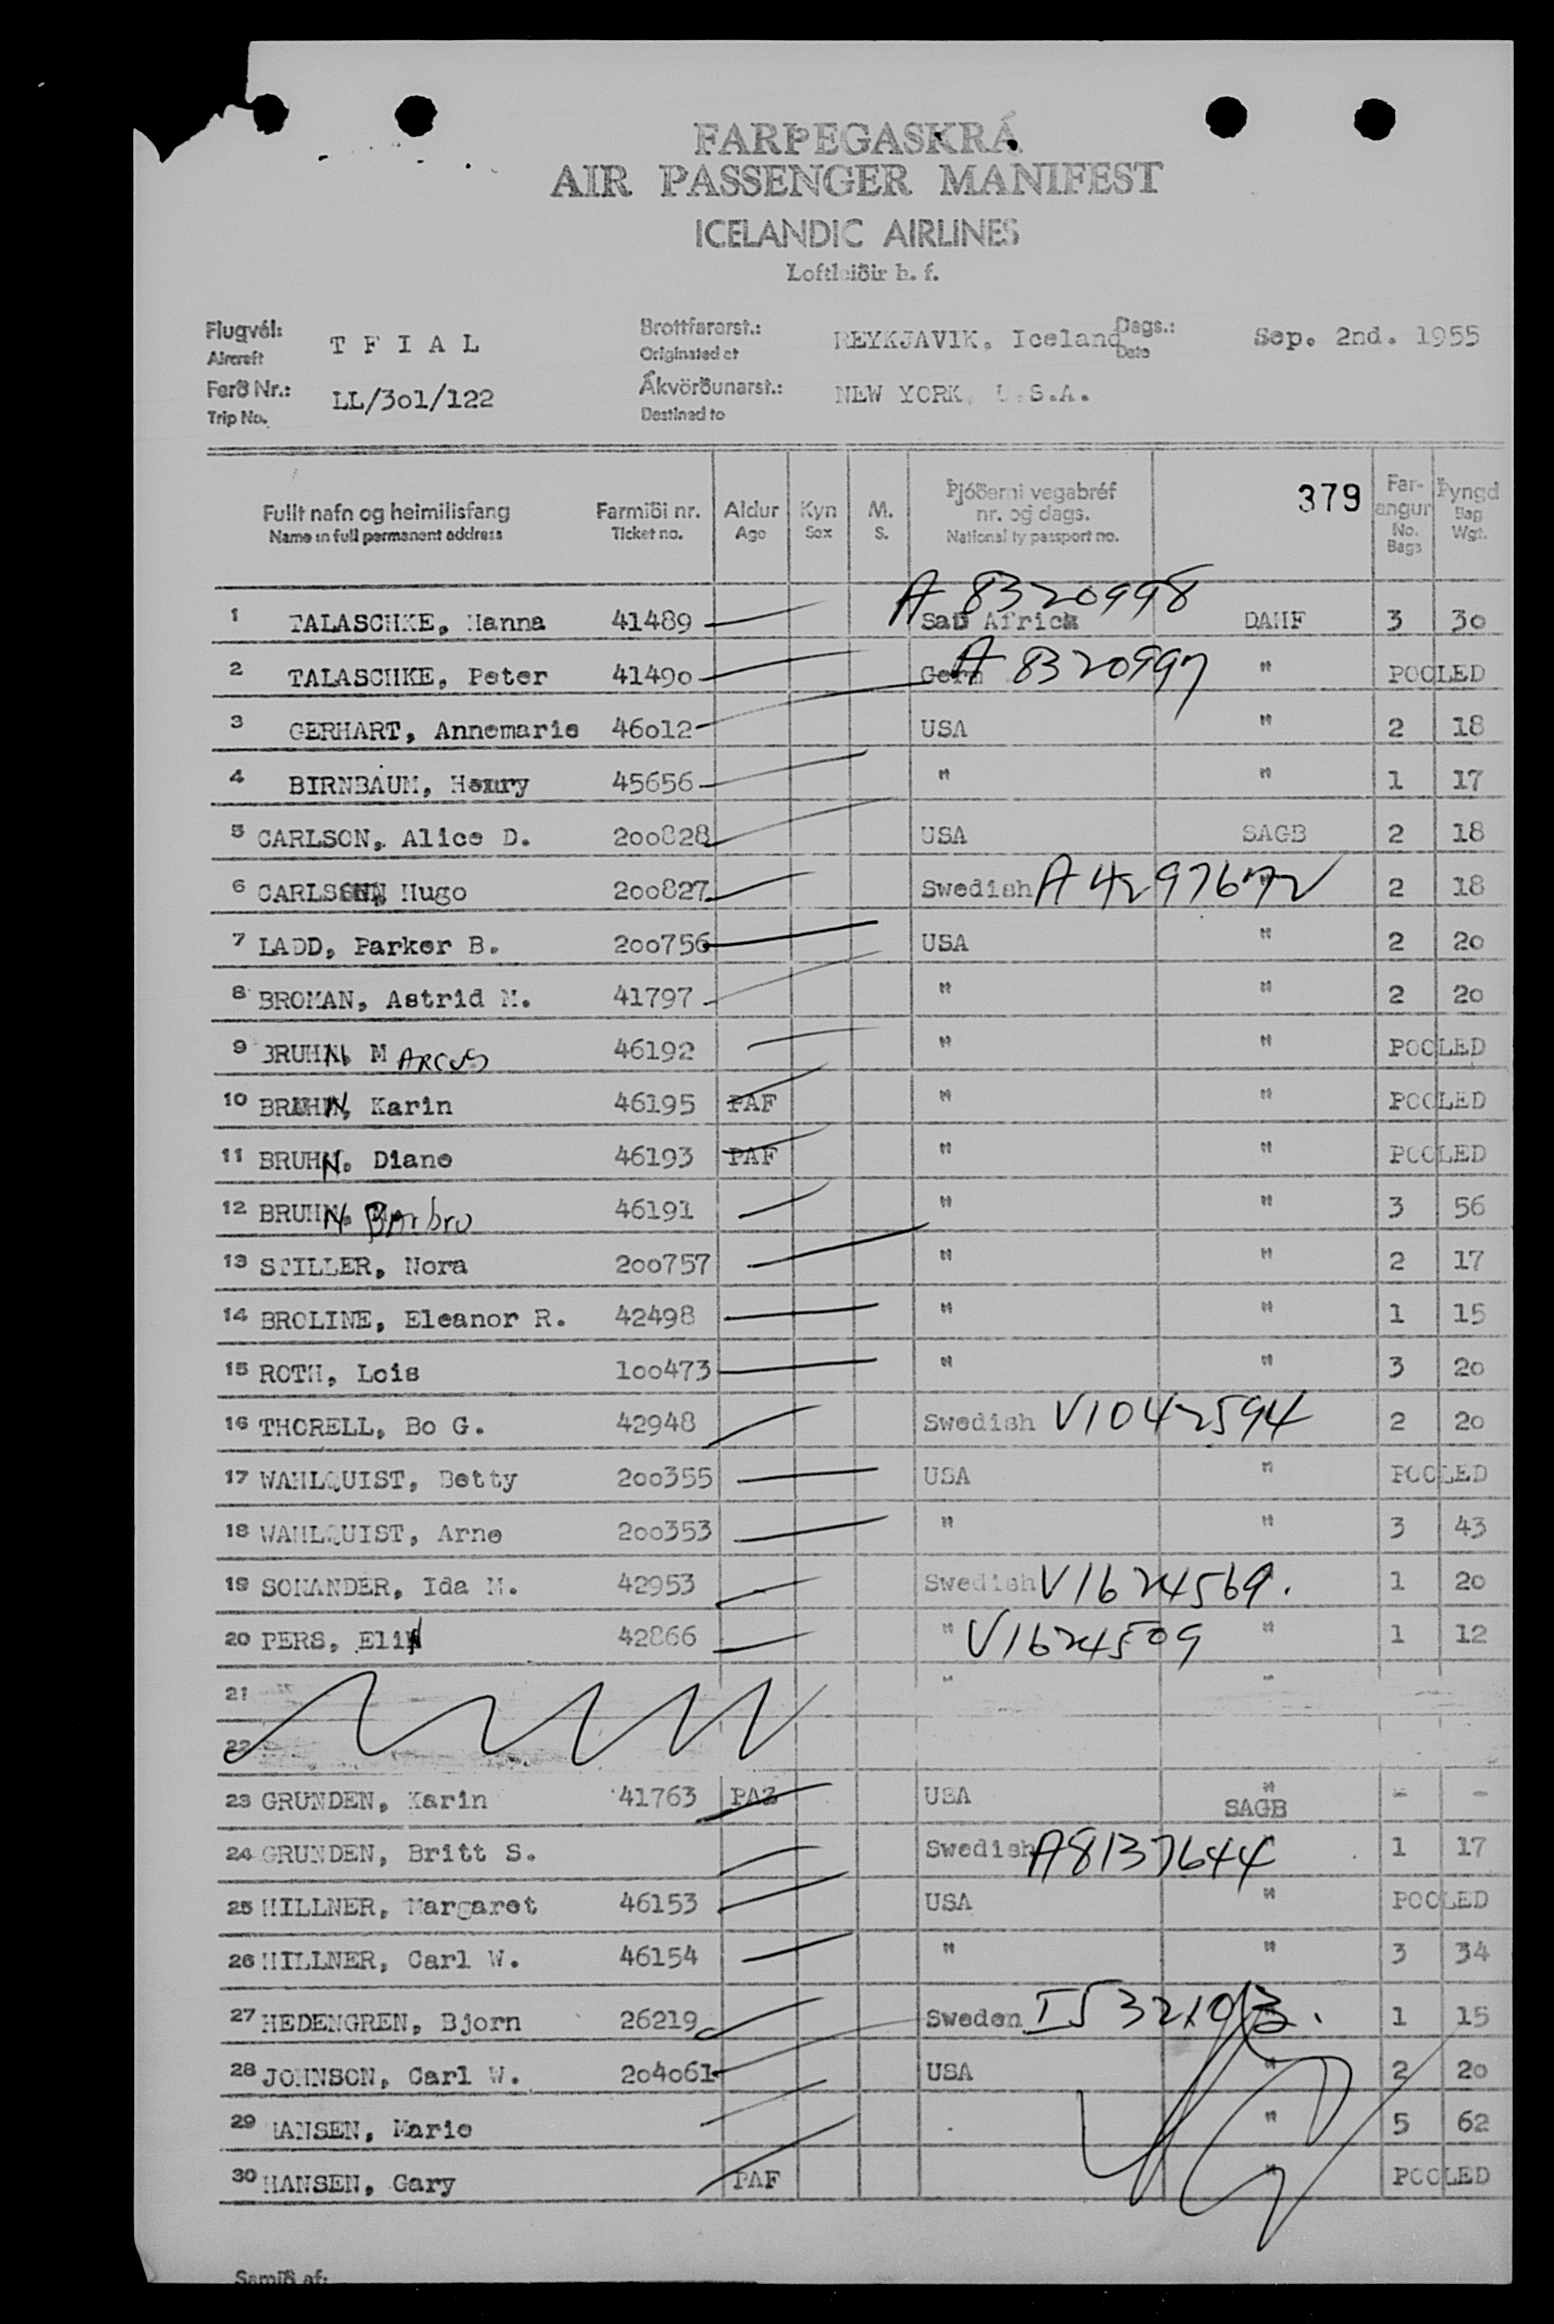 FARÞEGASKRÁ
AIR PASSENGER MANIFEST
ICELANDIC AIRLINES
Loftleiðir h. f.
Flugvél: T F I A L Brottfararst.: REYKJAVIK, Iceland Dags.: Sep. 2nd. 1955
Aircraft Originated at Date
Ferð Nr.: LL/3o1/122 Ákvörðunarst.: NEW YORK, U.S.A.
Trip No. Destined to
379
Fullt nafn og heimilisfang Farmiði nr. Aldur Kyn M. Þjóðerni vegabréf nr. og dags. Far-angur Þyngd
Name in full permanent address Ticket no. Age Sex S. Nationality passport no. No. Bags Bag Wgt.
A 8320998
1 TALASCHKE, Hanna 41489 Africa DAHF 3 3o
2 TALASCHKE, Peter 4149o Germ A 8320997 " POOLED
3 GERHART, Annemarie 46o12 USA " 2 18
4 BIRNBAUM, Henry 45656 " " 1 17
5 CARLSON, Alice D. 2oo828 USA SAGB 2 18
6 Hugo 2oo827 Swedish A 4297672 " 2 18
7 LADD, Parker B. 2oo756 USA " 2 2o
8 BROMAN, Astrid M. 41797 " " 2 2o
9 BRUHN, MARCUS 46192 " " POOLED
10 BRUHN, Karin 46195 PAF " " POOLED
11 BRUHN. Diane 46193 PAF " " POOLED
12 BRUHN. Barbro 46191 " " 3 56
13 STILLER, Nora 2oo757 " " 2 17
14 BROLINE, Eleanor R. 42498 " " 1 15
15 ROTH, Lois 1oo473 " " 3 2o
16 THORELL, Bo G. 42948 Swedish V1042594 2 2o
17 WAHLQUIST, Betty 2oo355 USA " POOLED
18 WAHLQUIST, Arne 2oo353 " " 3 43
19 SOMANDER, Ida M. 42953 Swedish V1624569. 1 2o
20 PERS, Elin 42866 " V1624509 " 1 12
21 " "
22
23 GRUNDEN, Karin 41763 USA " SAGB - -
24 GRUNDEN, Britt S. Swedish A8137644 1 17
25 HILLNER, Margaret 46153 USA " POOLED
26 HILLNER, Carl W. 46154 " " 3 34
27 HEDENGREN, Bjorn 26219 Sweden 1 15
28 JOHNSON, Carl W. 2o4o61 USA " 2 2o
29 HANSEN, Marie " 5 62
30 HANSEN, Gary PAF " POOLED
Samið af: